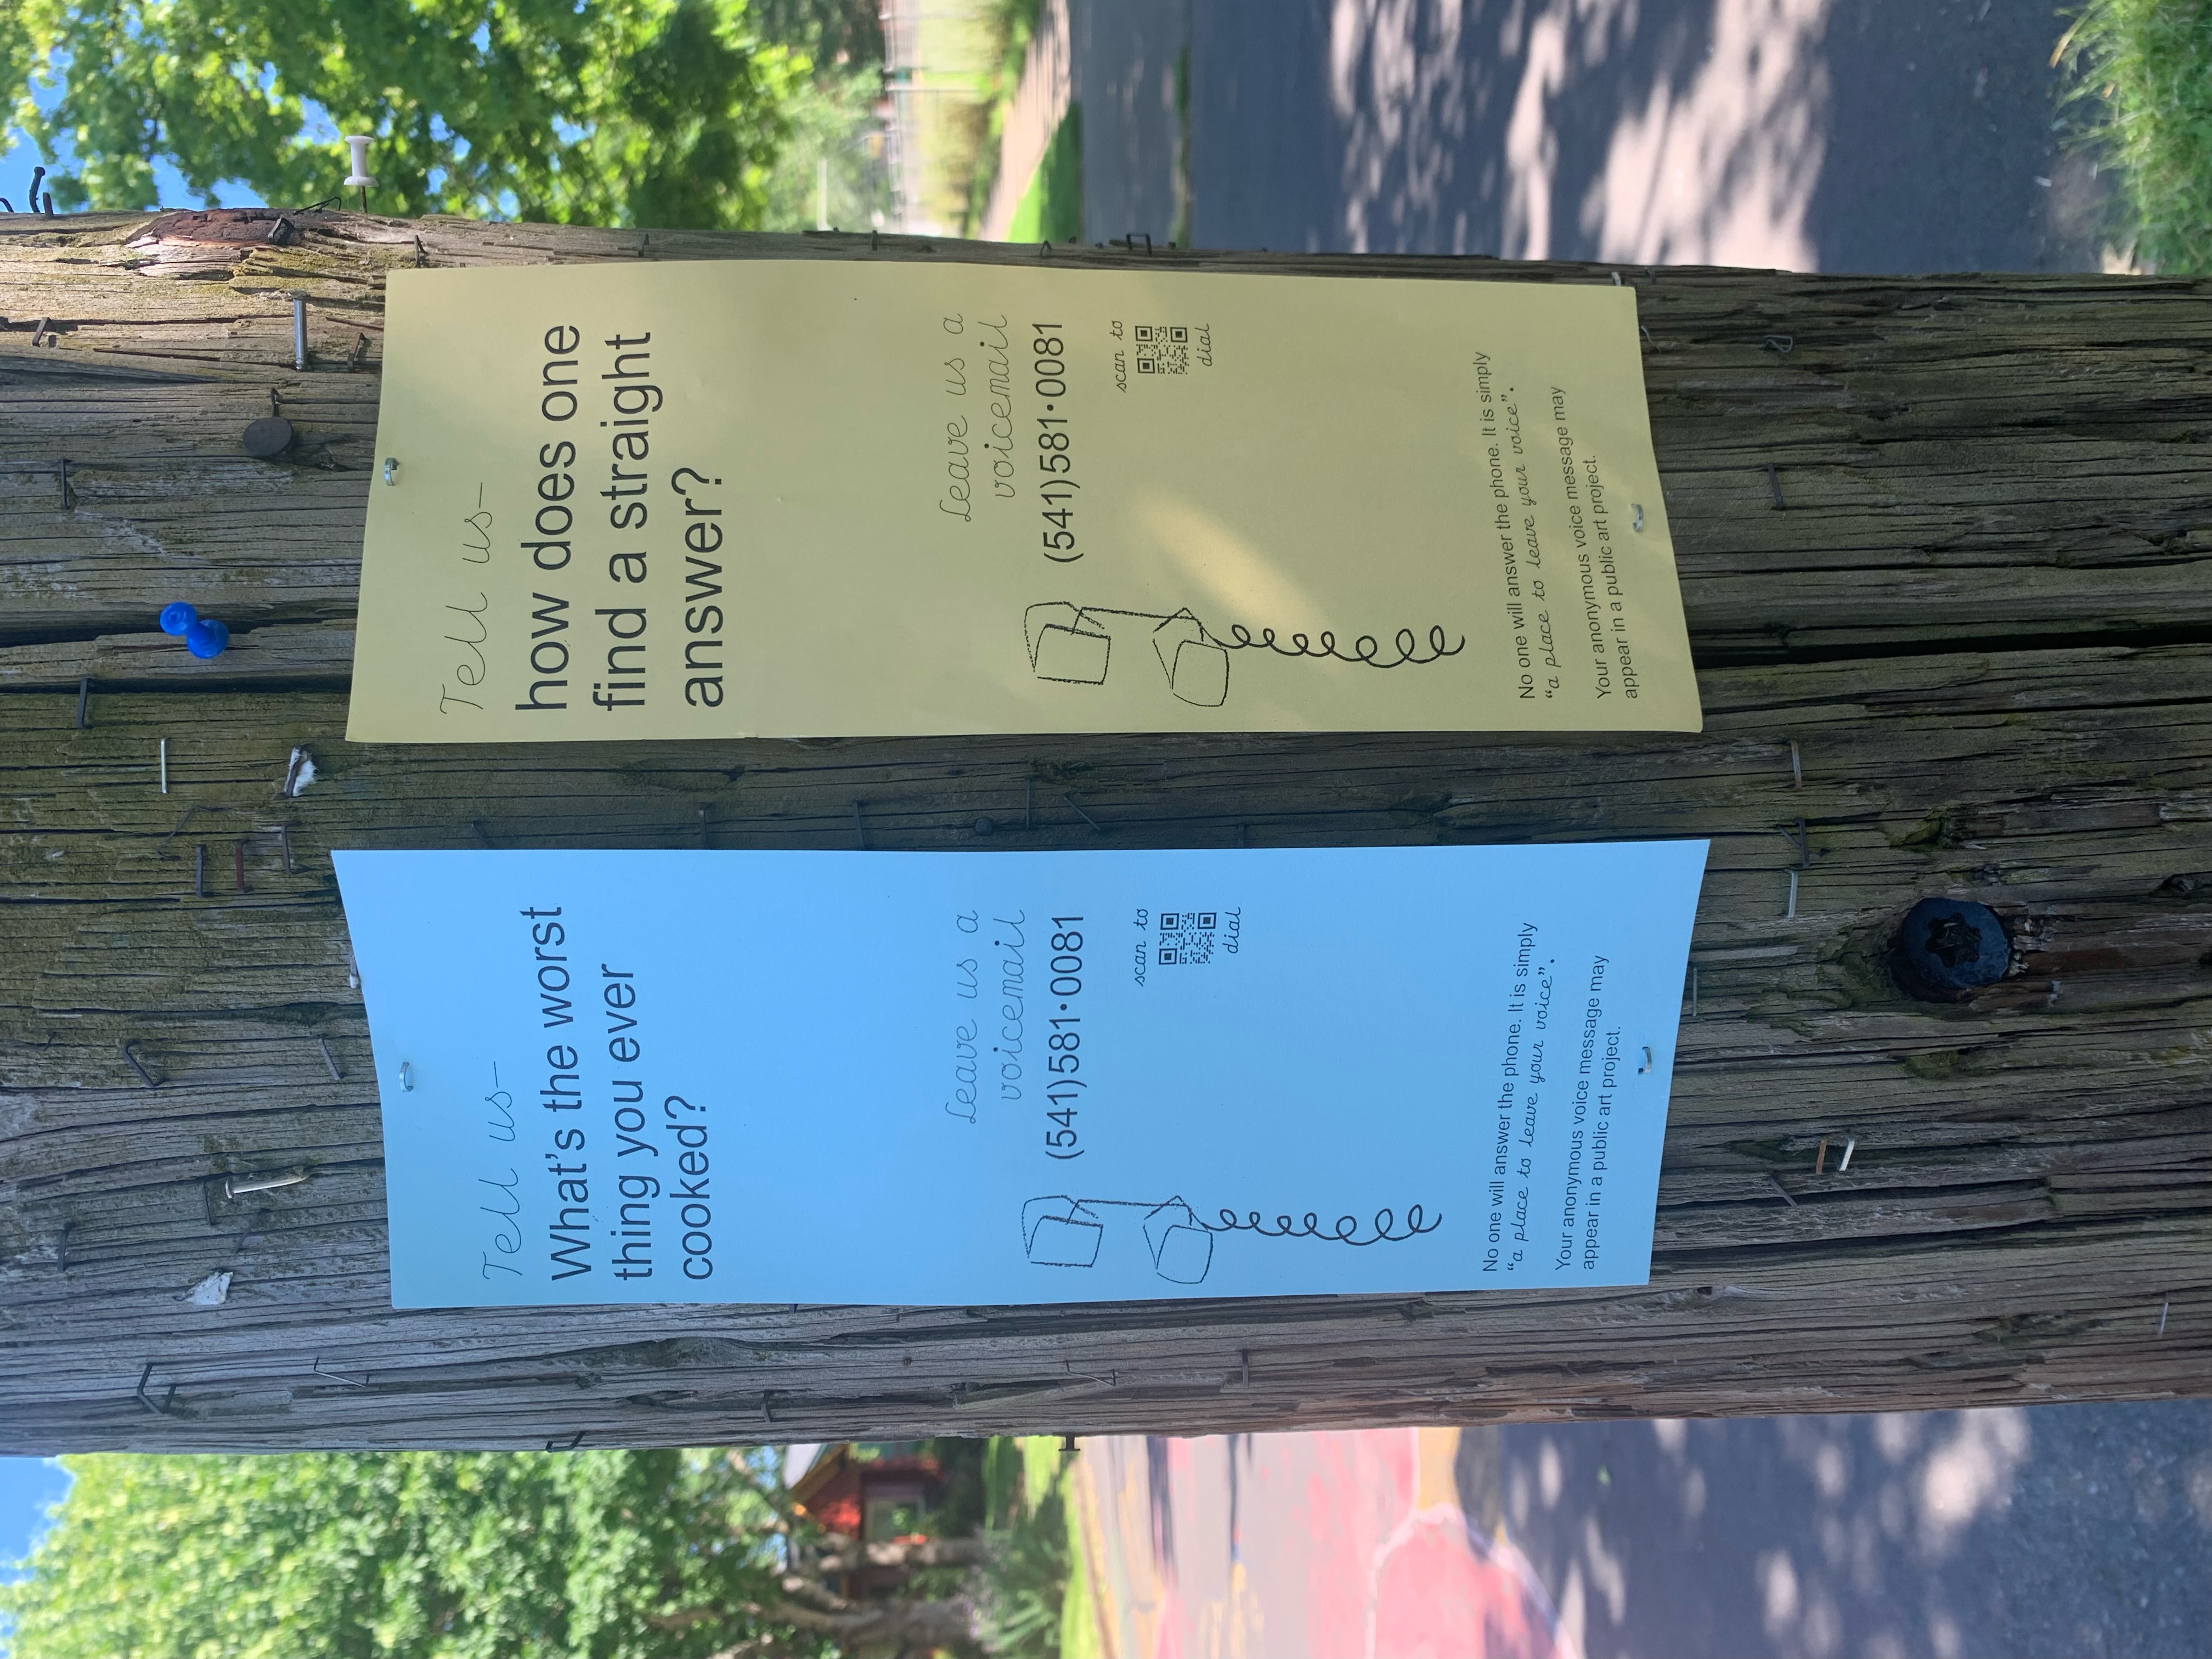 Tell us—
What's the worst
thing you ever
cooked?
Leave us a
voicemail
(541)581·0081
scan to
dial
No one will answer the phone. It is simply
“a place to leave your voice”.
Your anonymous voice message may
appear in a public art project.
Tell us—
how does one
find a straight
answer?
Leave us a
voicemail
(541)581·0081
scan to
dial
No one will answer the phone. It is simply
“a place to leave your voice”.
Your anonymous voice message may
appear in a public art project.